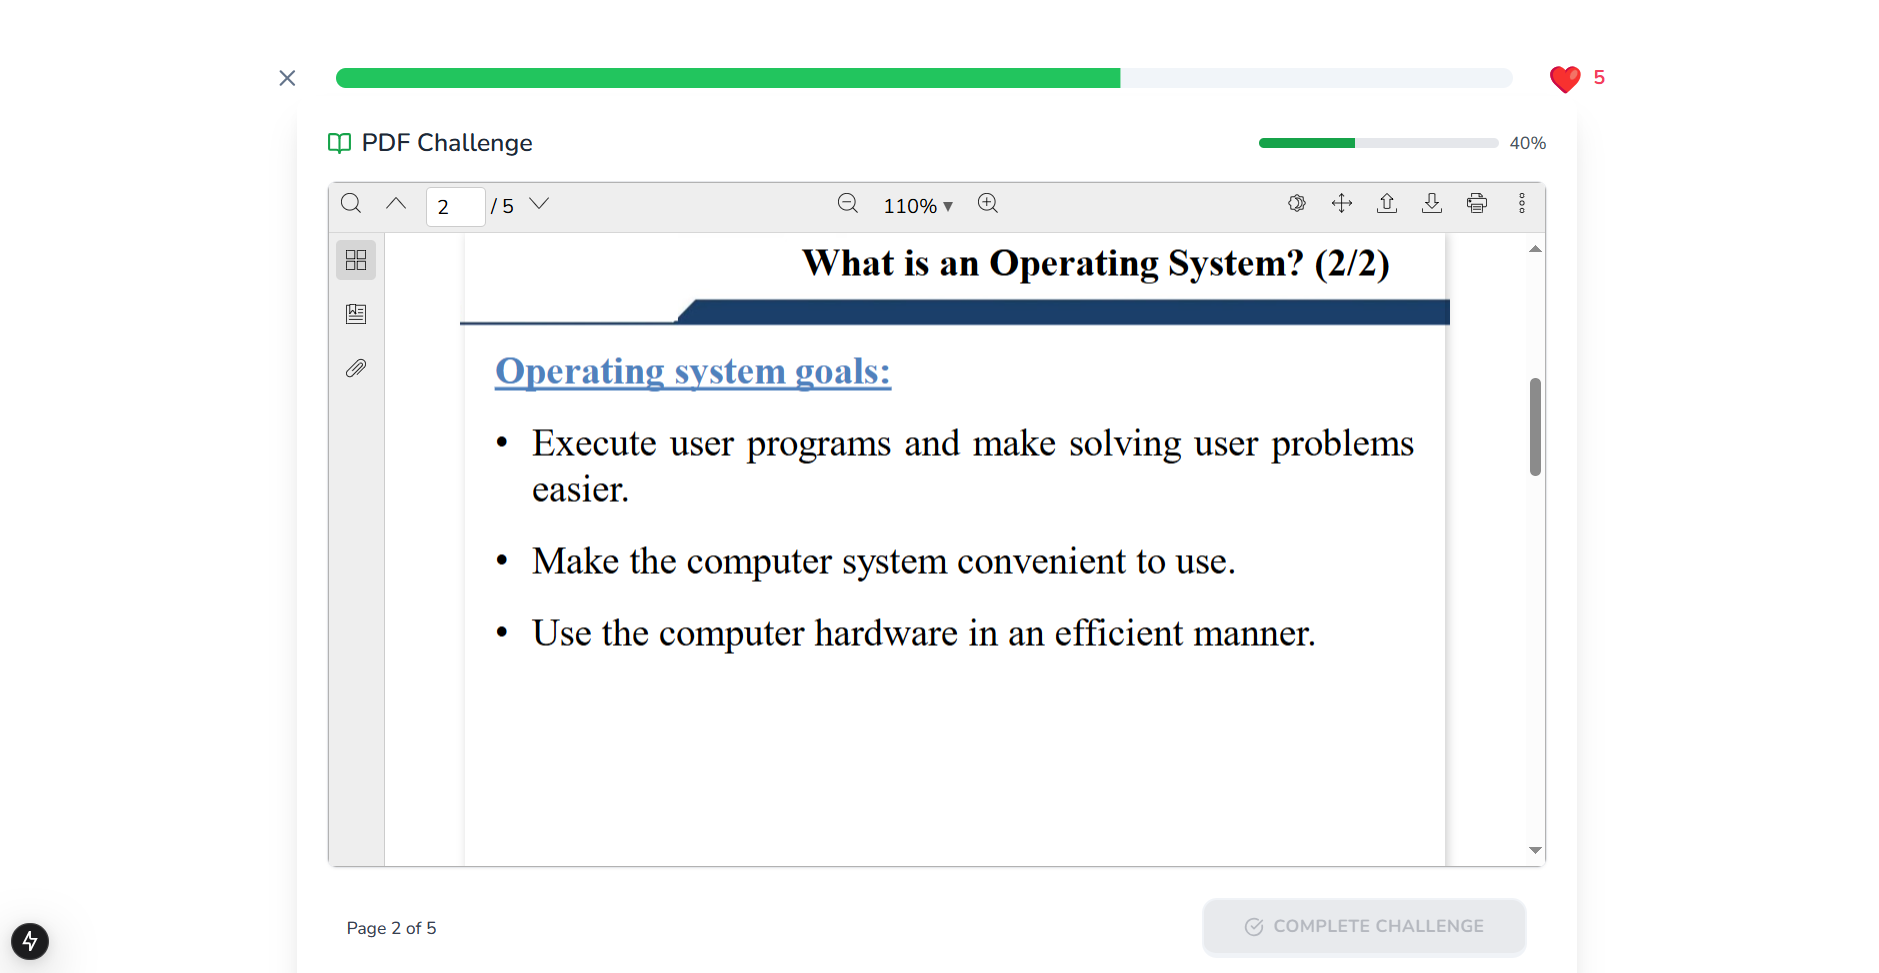 5
PDF Challenge
40%
2 / 5
110%
What is an Operating System? (2/2)
Operating system goals:
• Execute user programs and make solving user problems
easier.
• Make the computer system convenient to use.
• Use the computer hardware in an efficient manner.
Page 2 of 5
COMPLETE CHALLENGE